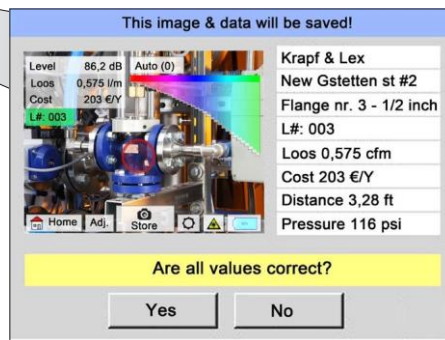 This image & data will be saved!
Level 86,2 dB
Auto (0)
Loos 0,575 l/m
Cost 203 €/Y
L#: 003
Home Adj. Store
Krapf & Lex
New Gstetten st #2
Flange nr. 3 - 1/2 inch
L#: 003
Loos 0,575 cfm
Cost 203 €/Y
Distance 3,28 ft
Pressure 116 psi
Are all values correct?
Yes No